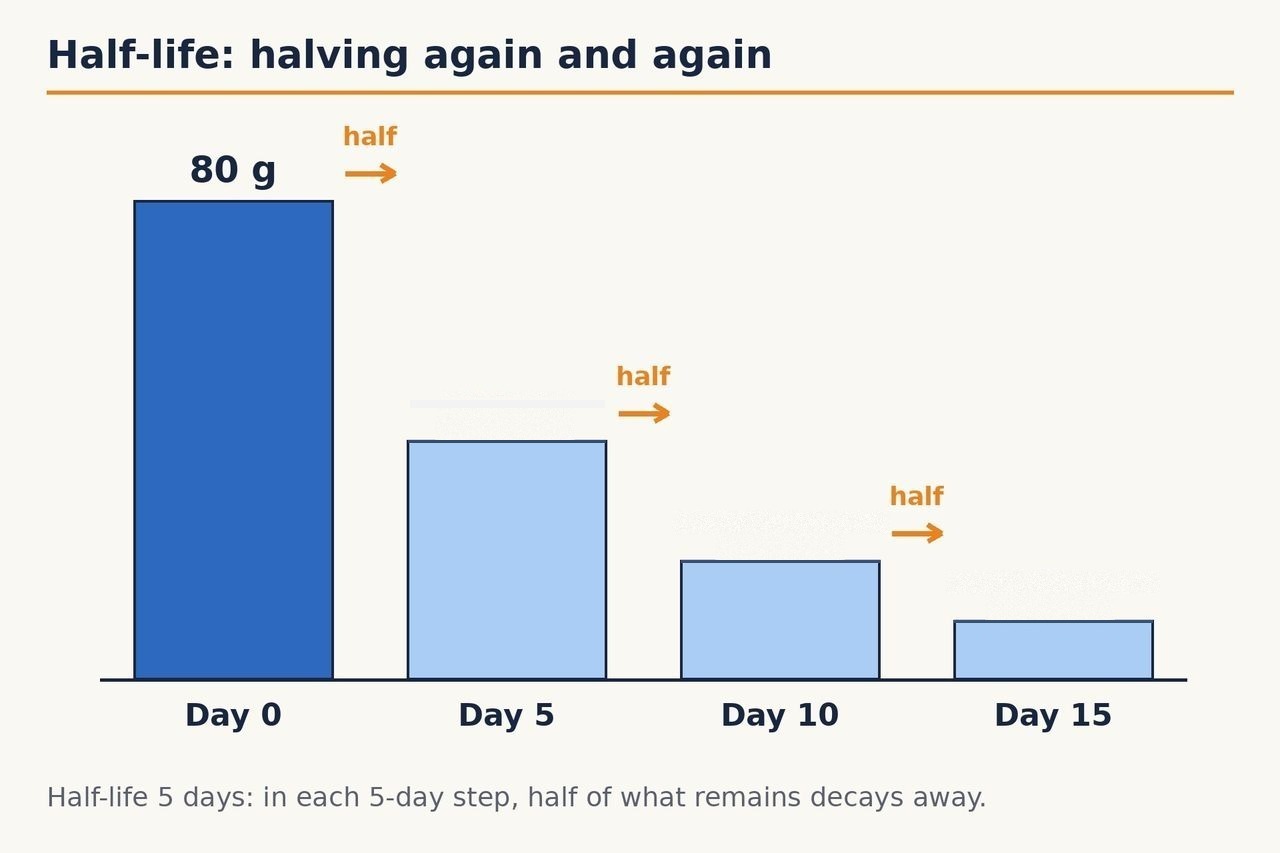 Half-life: halving again and again
half
80 g
half
half
Day 0
Day 5
Day 10
Day 15
Half-life 5 days: in each 5-day step, half of what remains decays away.